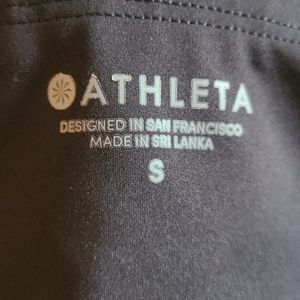 ATHLETA
DESIGNED IN SAN FRANCISCO
MADE IN SRI LANKA
S